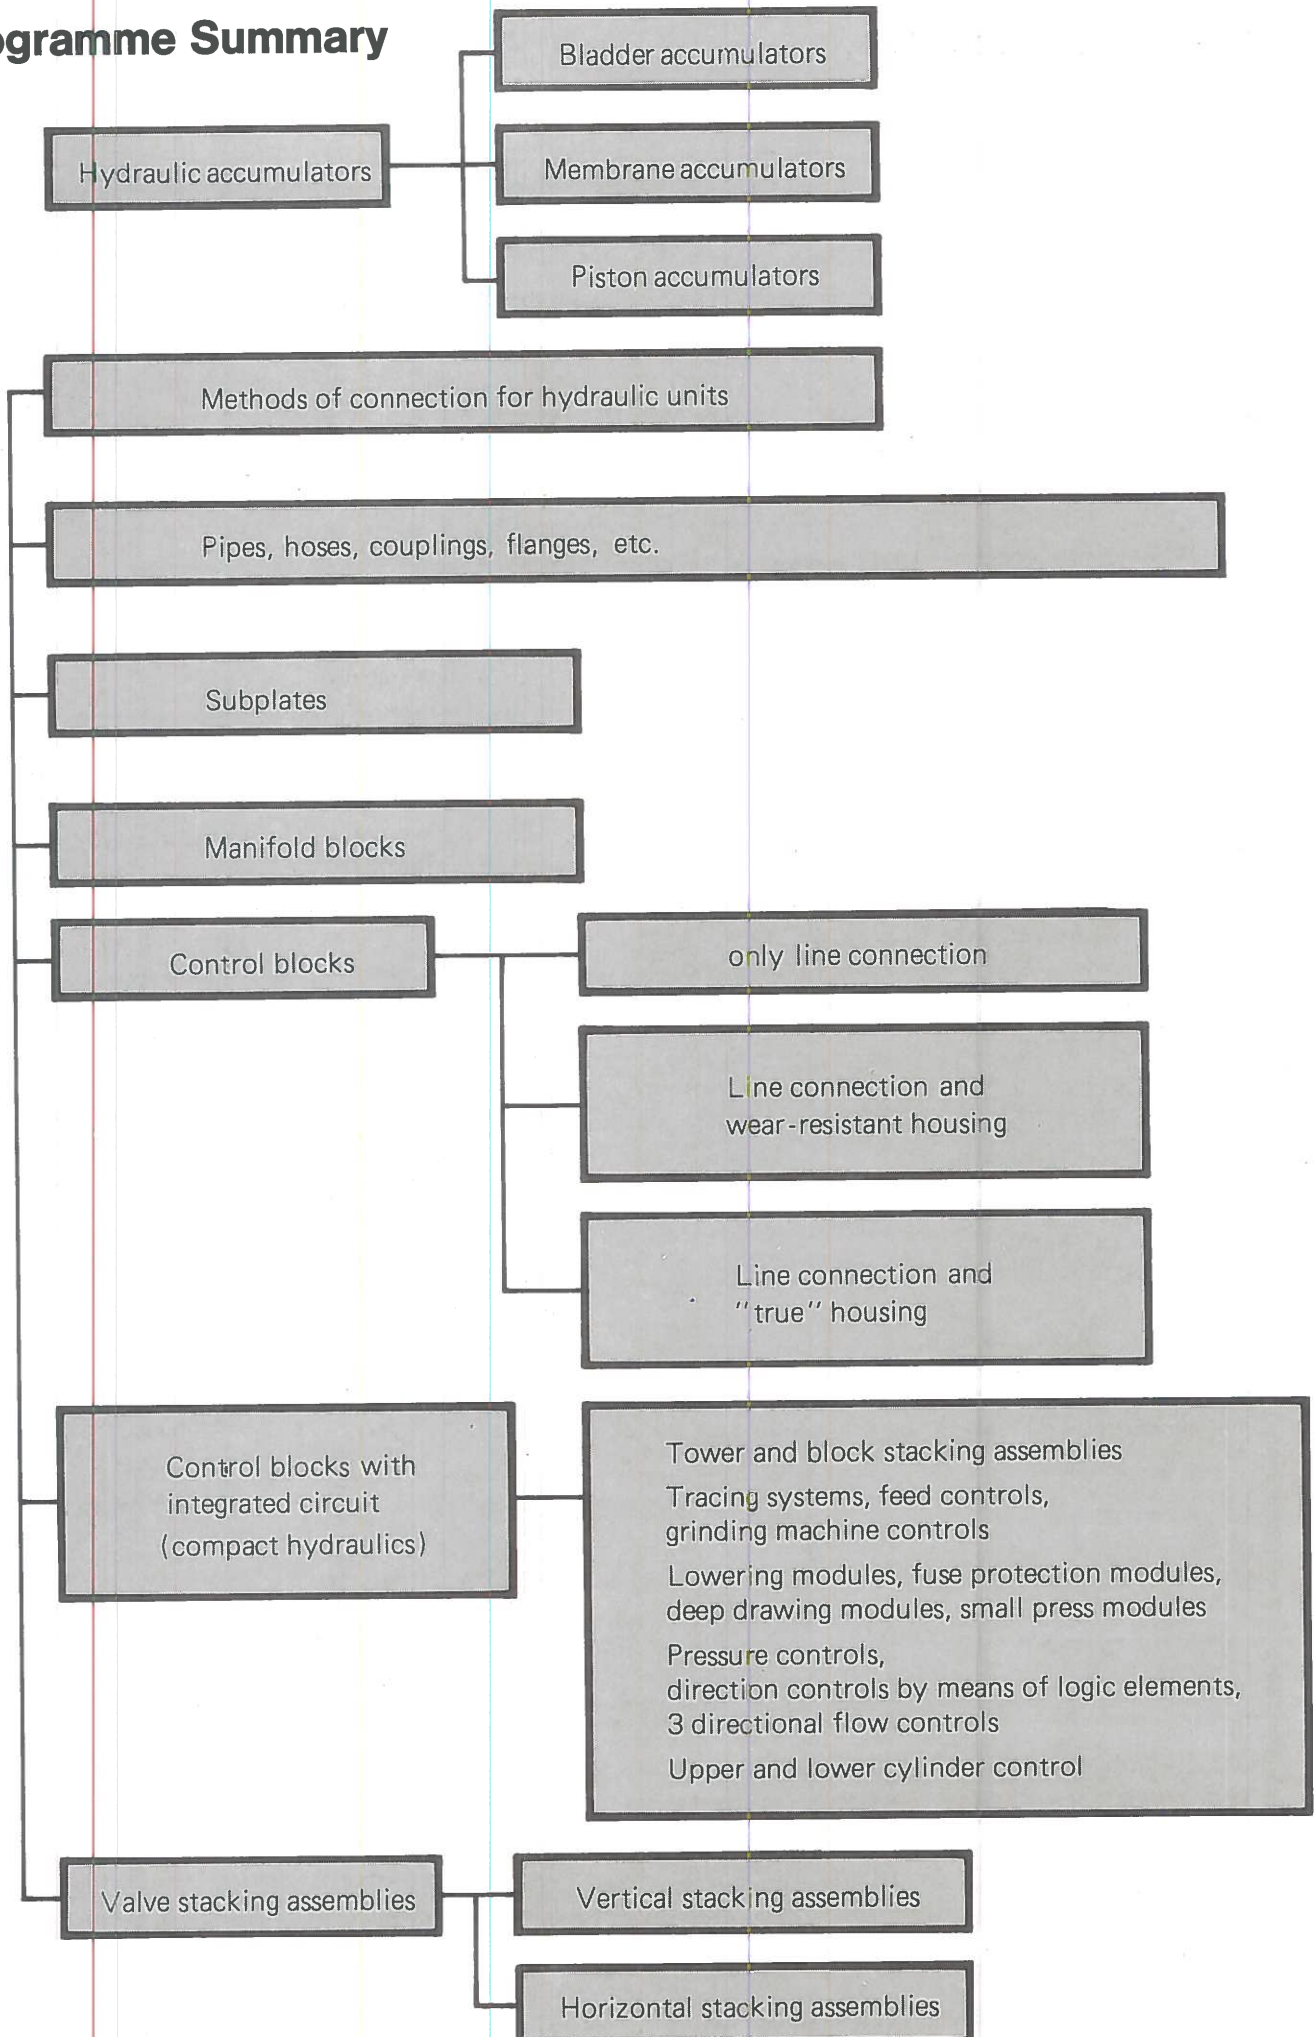 ogramme Summary
Bladder accumulators
Hydraulic accumulators
Membrane accumulators
Piston accumulators
Methods of connection for hydraulic units
Pipes, hoses, couplings, flanges, etc.
Subplates
Manifold blocks
Control blocks
only line connection
Line connection and
wear-resistant housing
Line connection and
"true" housing
Control blocks with
integrated circuit
(compact hydraulics)
Tower and block stacking assemblies
Tracing systems, feed controls,
grinding machine controls
Lowering modules, fuse protection modules,
deep drawing modules, small press modules
Pressure controls,
direction controls by means of logic elements,
3 directional flow controls
Upper and lower cylinder control
Valve stacking assemblies
Vertical stacking assemblies
Horizontal stacking assemblies